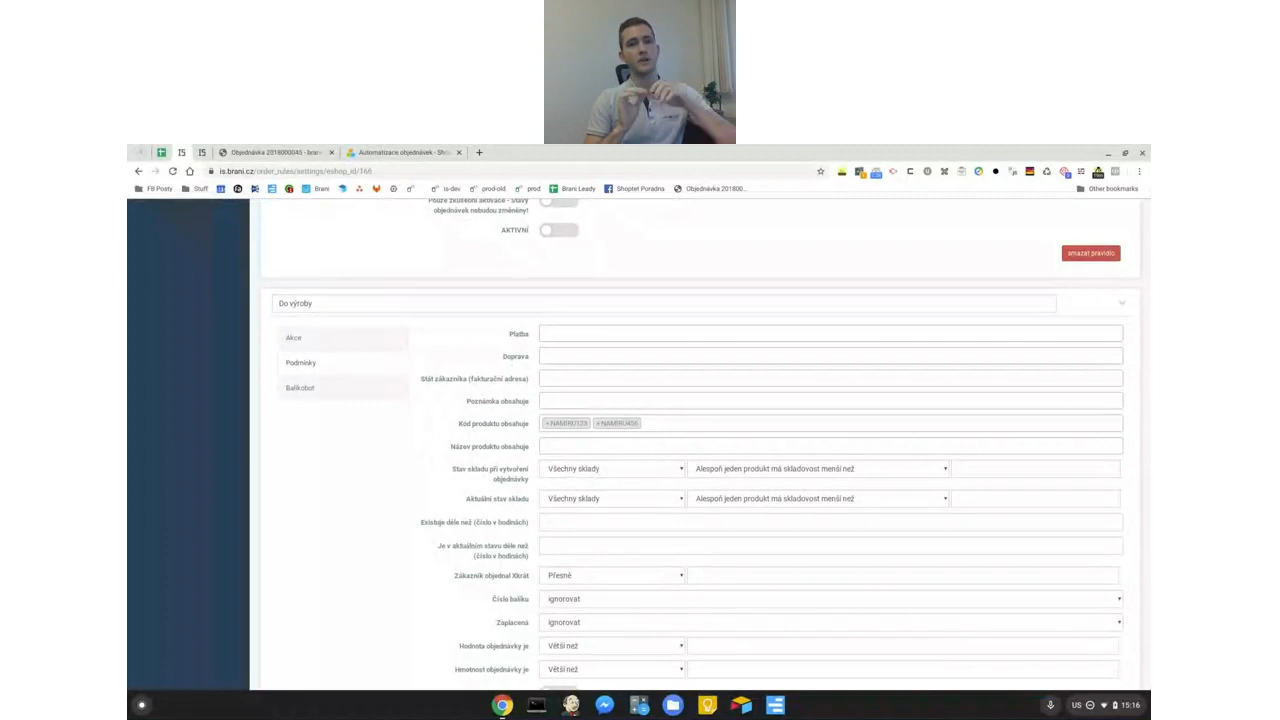 Objednávka 2018000045 - brani
Automatizace objednávek - Sho
is.brani.cz/order_rules/settings/eshop_id/166
FB Posty
Stuff
Brani
is-dev
prod-old
prod
Brani Leady
Shoptet Poradna
Objednávka 201800...
Other bookmarks
Pouze zkušební aktivace - Stavy
objednávek nebudou změněny!
AKTIVNÍ
smazat pravidlo
Do výroby
Akce
Podmínky
Balíkobot
Platba
Doprava
Stát zákazníka (fakturační adresa)
Poznámka obsahuje
Kód produktu obsahuje
× NAMIRU123 × NAMIRU456
Název produktu obsahuje
Stav skladu při vytvoření
objednávky
Všechny sklady
Alespoň jeden produkt má skladovost menší než
Aktuální stav skladu
Všechny sklady
Alespoň jeden produkt má skladovost menší než
Existuje déle než (číslo v hodinách)
Je v aktuálním stavu déle než
(číslo v hodinách)
Zákazník objednal Xkrát
Přesně
Číslo balíku
ignorovat
Zaplacená
ignorovat
Hodnota objednávky je
Větší než
Hmotnost objednávky je
Větší než
US
15:16